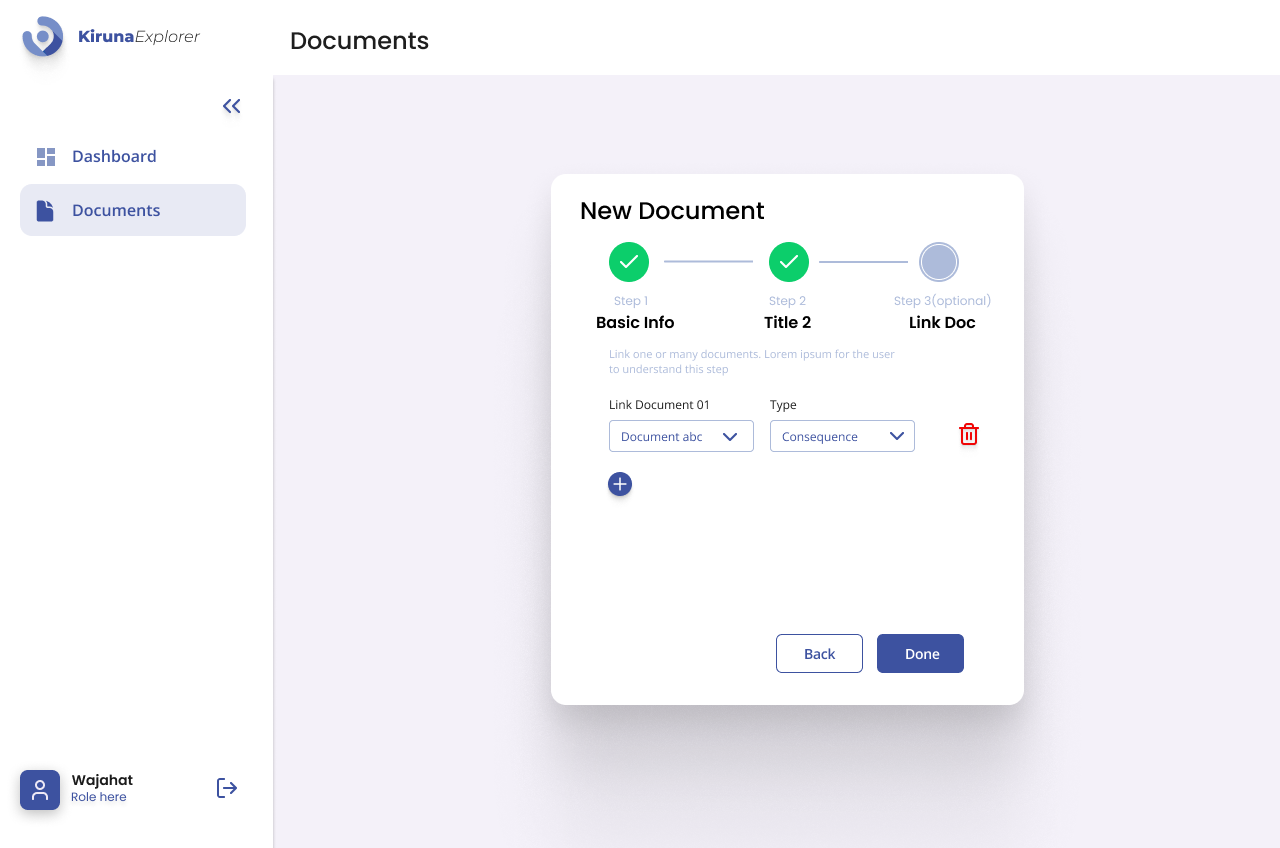 KirunaExplorer
Documents
Dashboard
Documents
New Document
Step 1
Step 2
Step 3(optional)
Basic Info
Title 2
Link Doc
Link one or many documents. Lorem ipsum for the user
to understand this step
Link Document 01
Type
Document abc
Consequence
Back
Done
Wajahat
Role here